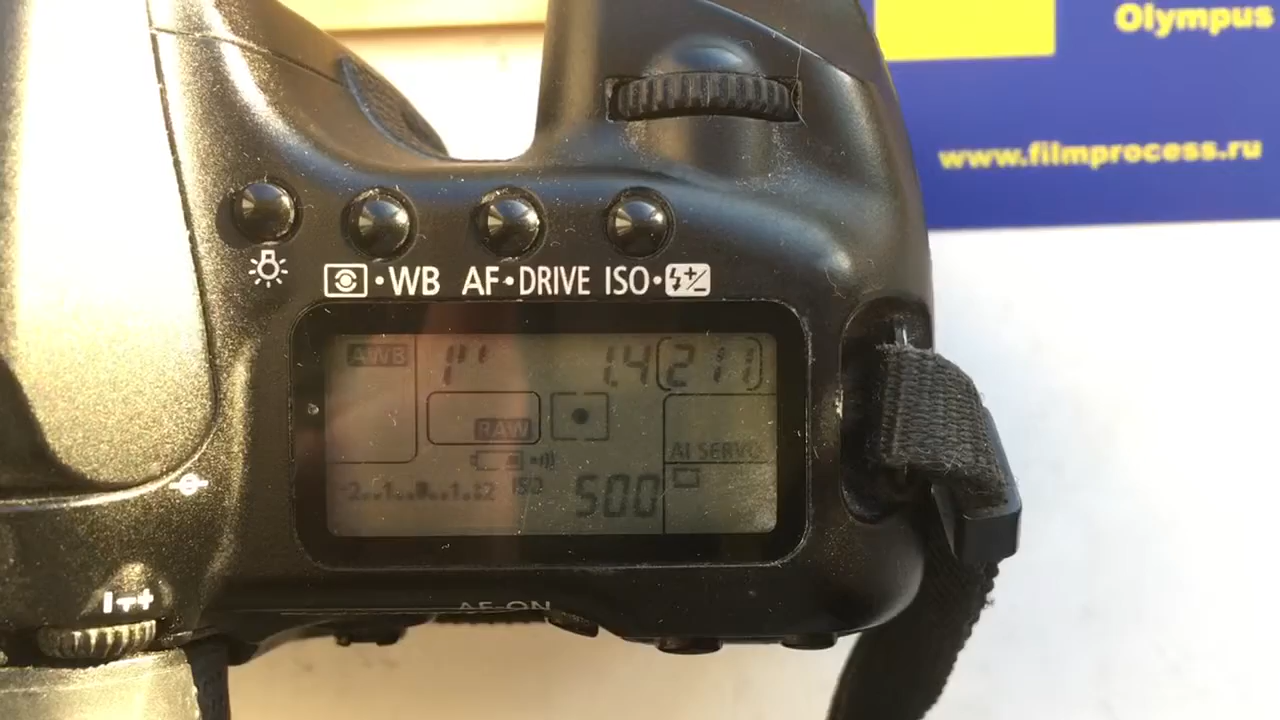 Olympus
www.filmprocess.ru
WB AF•DRIVE ISO•
AWB 1" 1.4 [211]
RAW
AI SERVO
-2..1..0..1..:2 ISO 500
AF-ON